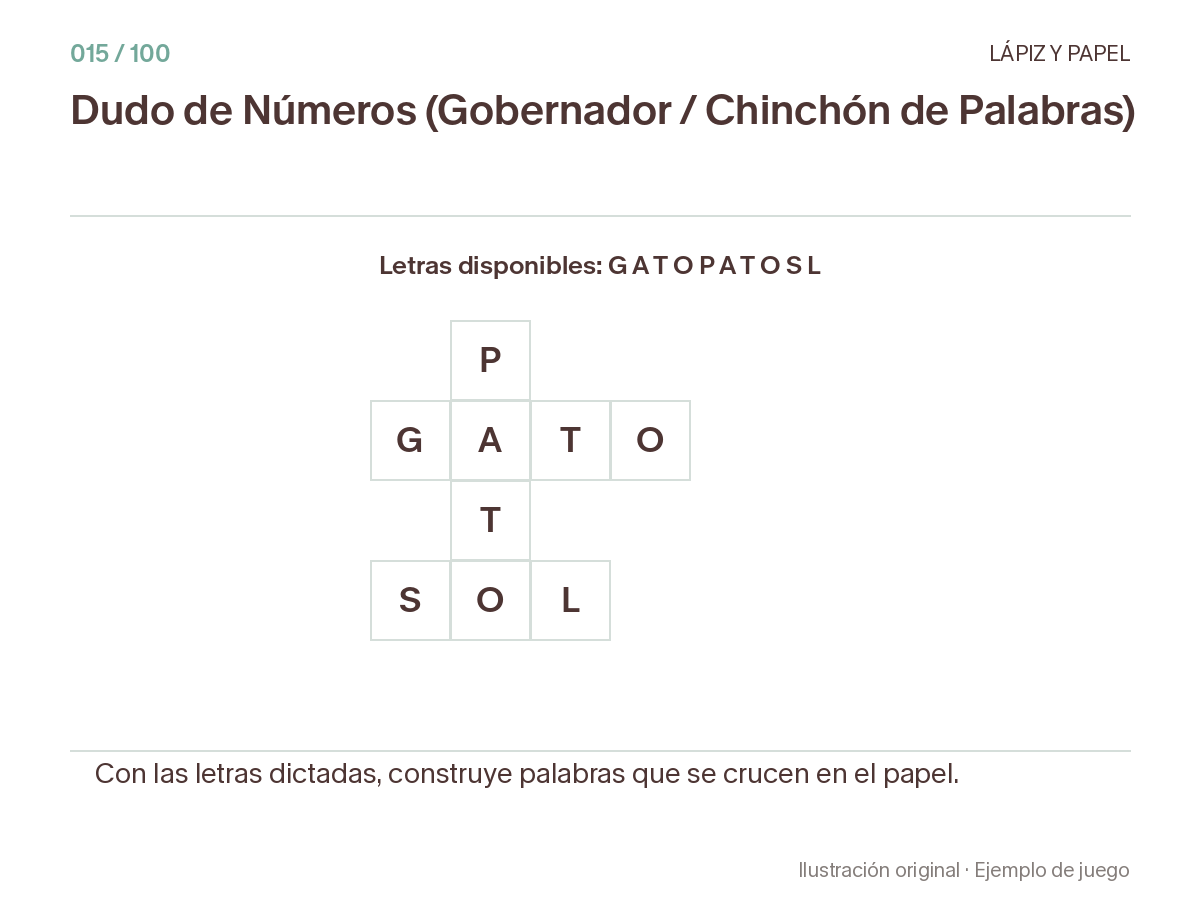 015 / 100
LÁPIZ Y PAPEL
Dudo de Números (Gobernador / Chinchón de Palabras)
Letras disponibles: G A T O P A T O S L
P
G A T O
T
S O L
Con las letras dictadas, construye palabras que se crucen en el papel.
Ilustración original · Ejemplo de juego